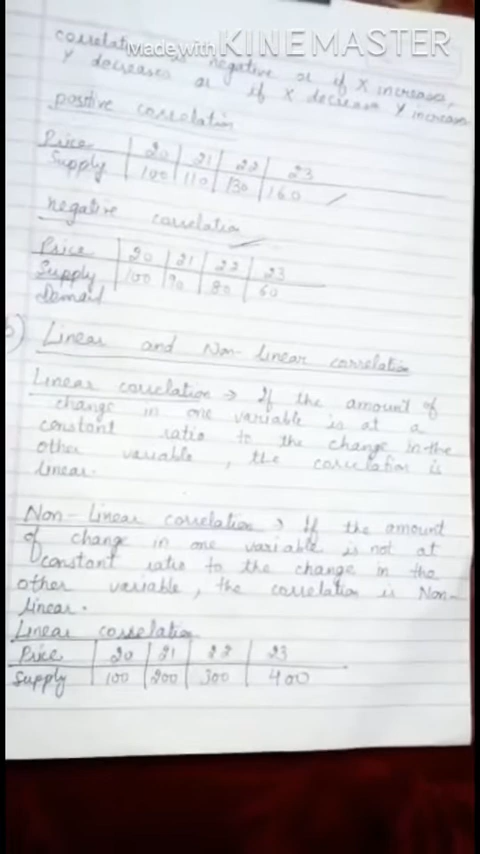 Made with KINEMASTER
correlation negative or if X increases,
Y decreases or if X decrease Y increase
positive correlation
Price 20 21 22 23
Supply 100 110 130 160
negative correlation
Price 20 21 22 23
Supply 100 90 80 60
Demand
b) Linear and Non-linear correlation
Linear correlation → If the amount of
change in one variable is at a
constant ratio to the change in the
other variable, the correlation is
linear.
Non-Linear correlation → If the amount
of change in one variable is not at
constant ratio to the change in the
other variable, the correlation is Non-
linear.
Linear correlation
Price 20 21 22 23
Supply 100 200 300 400